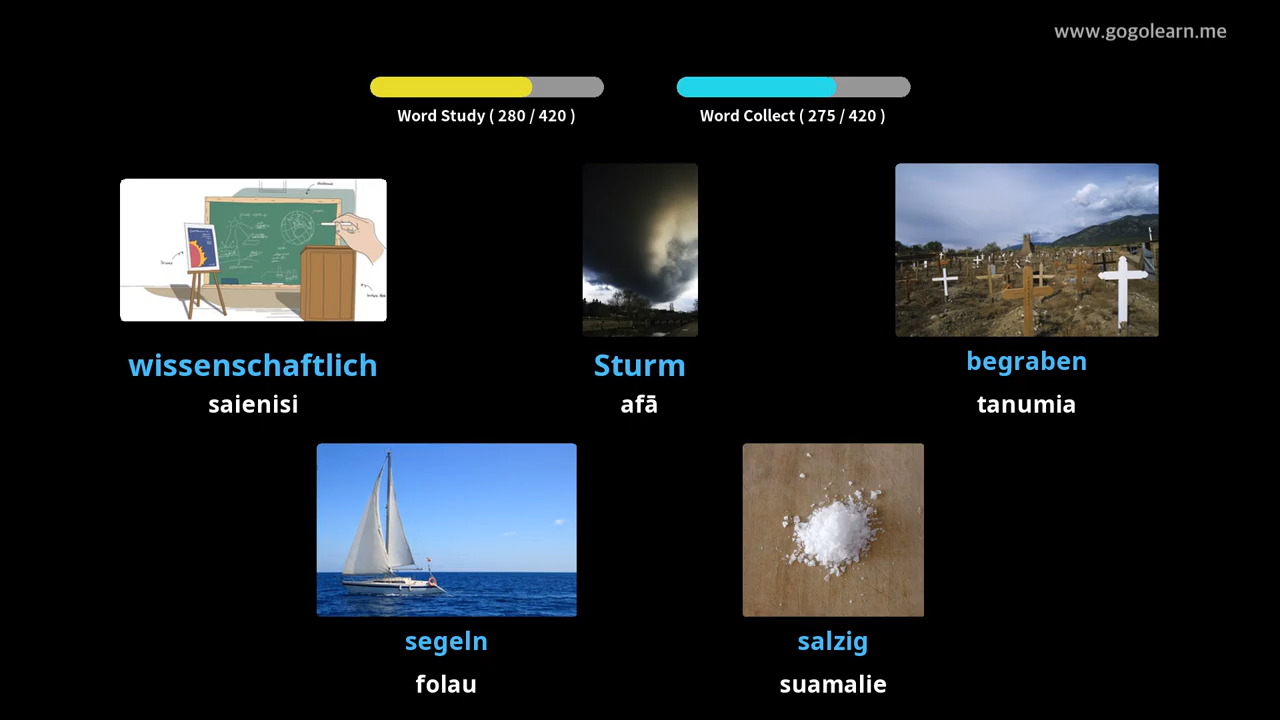 www.gogolearn.me
Word Study ( 280 / 420 )
Word Collect ( 275 / 420 )
wissenschaftlich
saienisi
Sturm
afā
begraben
tanumia
segeln
folau
salzig
suamalie